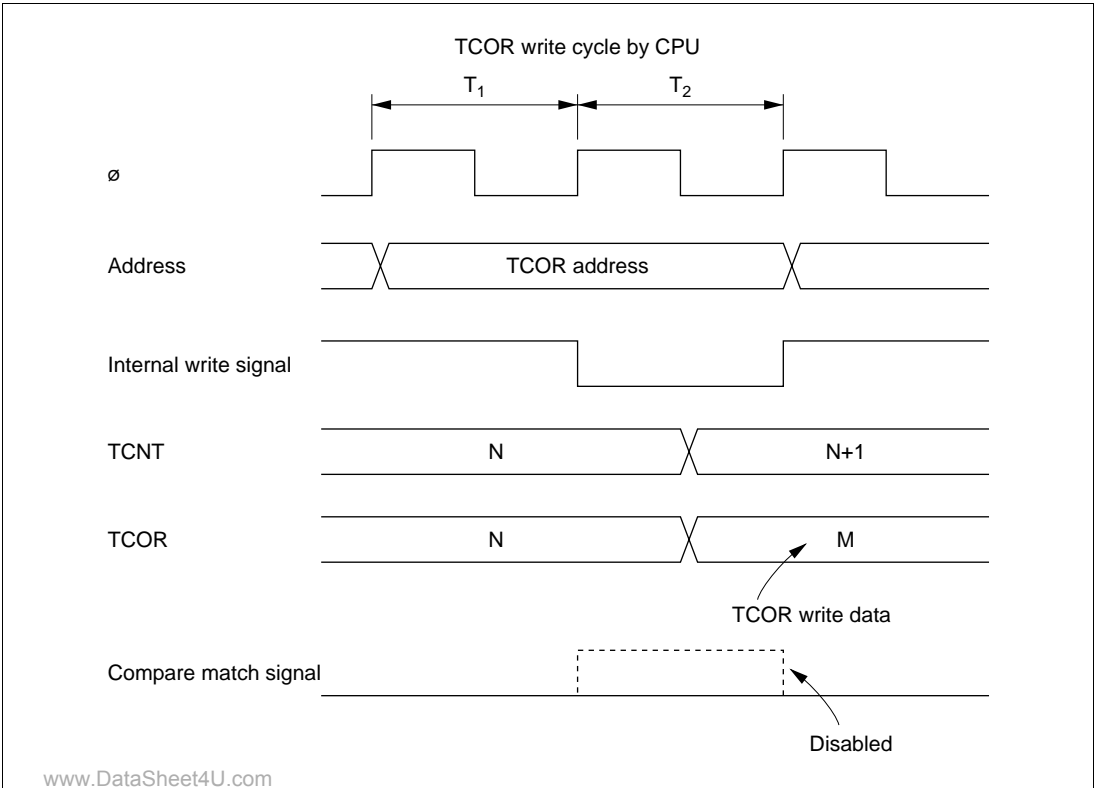 TCOR write cycle by CPU
T₁ T₂
ø
Address TCOR address
Internal write signal
TCNT N N+1
TCOR N M
TCOR write data
Compare match signal
Disabled
www.DataSheet4U.com